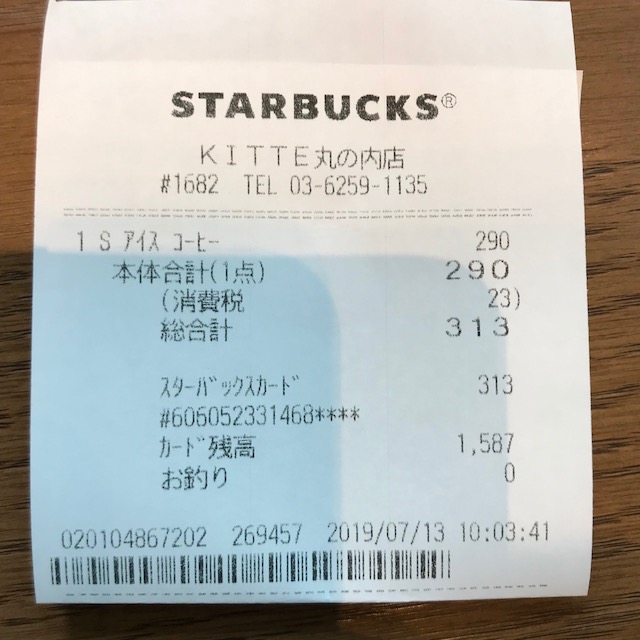 STARBUCKS®
KITTE丸の内店
#1682 TEL 03-6259-1135
1 S アイス コーヒー 290
本体合計(1点) 290
(消費税 23)
総合計 313
スターバックスカード 313
#606052331468****
カード残高 1,587
お釣り 0
020104867202 269457 2019/07/13 10:03:41